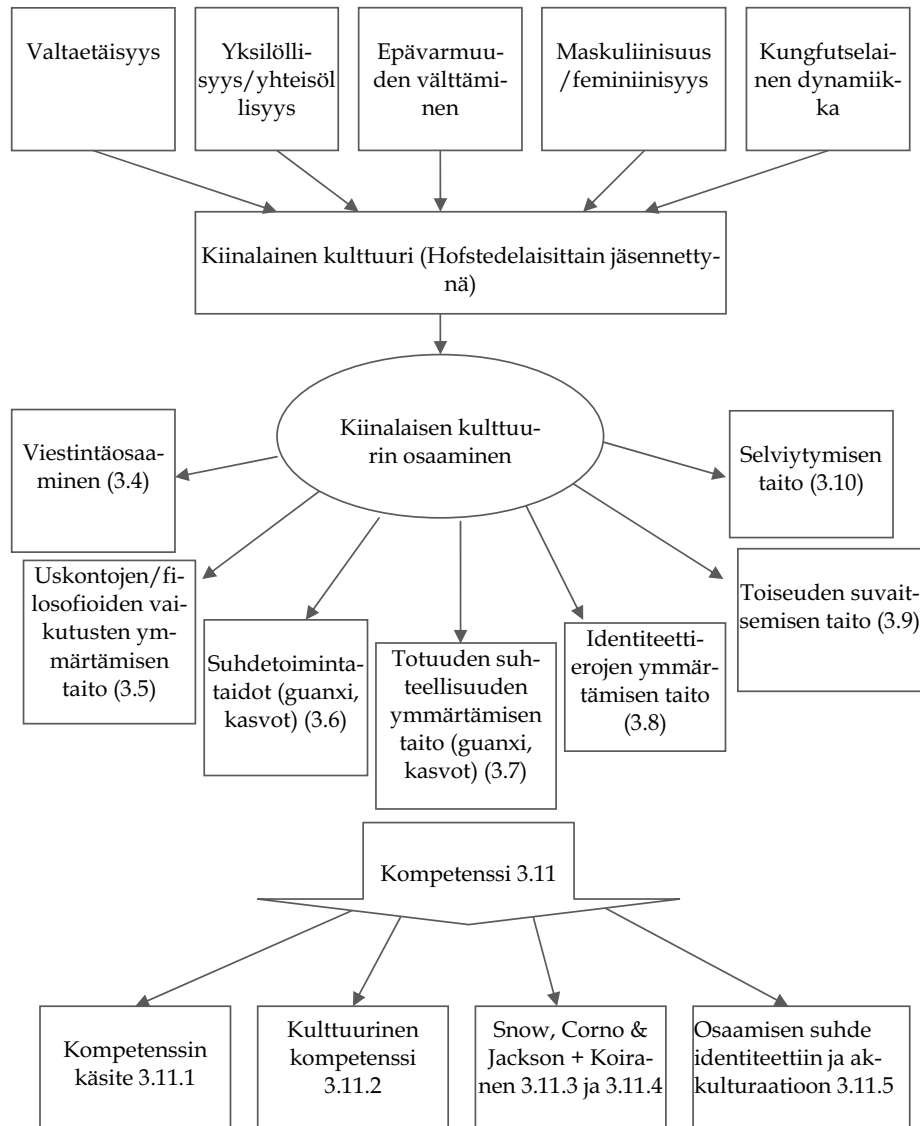 Valtaetäisyys
Yksilölli-
syys/yhteisöl
lisyys
Epävarmuu-
den välttämi-
nen
Maskuliinisuus
/feminiinisyys
Kungfutselai-
nen dynamiik-
ka
Kiinalainen kulttuuri (Hofstedelaisittain jäsennetty-
nä)
Kiinalaisen kulttuu-
rin osaaminen
Viestintäosaa-
minen (3.4)
Selviytymisen
taito (3.10)
Uskontojen/fi-
losofioiden vai-
kutusten ym-
märtämisen
taito (3.5)
Suhdetoiminta-
taidot (guanxi,
kasvot) (3.6)
Totuuden suh-
teellisuuden
ymmärtämisen
taito (guanxi,
kasvot) (3.7)
Identiteetti-
erojen ymmär-
tämisen taito
(3.8)
Toiseuden suvait-
semisen taito (3.9)
Kompetenssi 3.11
Kompetenssin
käsite 3.11.1
Kulttuurinen
kompetenssi
3.11.2
Snow, Corno &
Jackson + Koira-
nen 3.11.3 ja 3.11.4
Osaamisen suhde
identiteettiin ja ak-
kulturaatioon 3.11.5